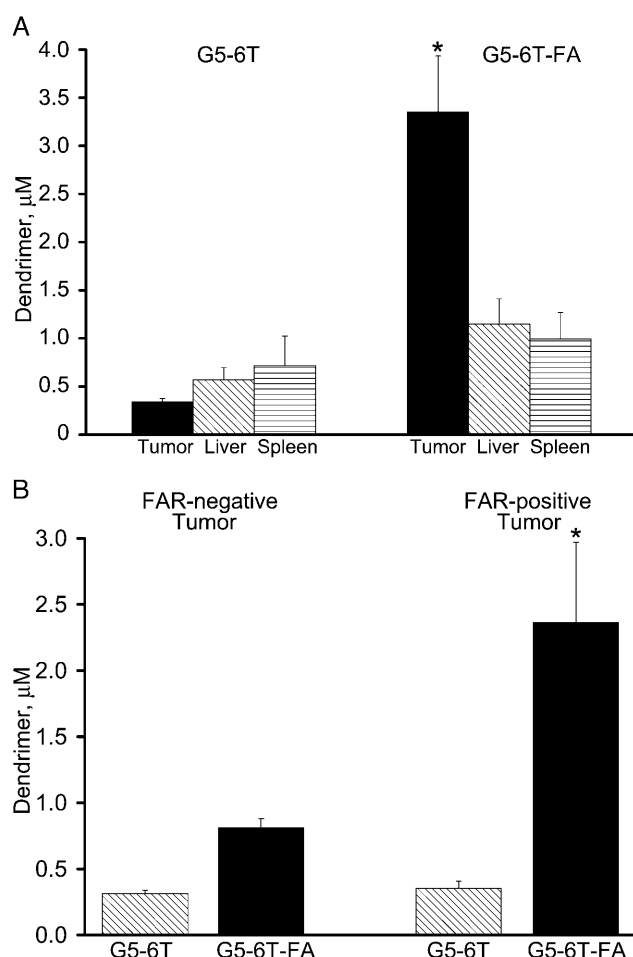 A
G5-6T
G5-6T-FA
*
4.0
3.5
3.0
2.5
2.0
1.5
1.0
0.5
0
Dendrimer, μM
Tumor Liver Spleen
Tumor Liver Spleen
B
FAR-negative
Tumor
FAR-positive
Tumor
*
3.0
2.5
2.0
1.5
1.0
0.5
0.0
Dendrimer, μM
G5-6T G5-6T-FA
G5-6T G5-6T-FA